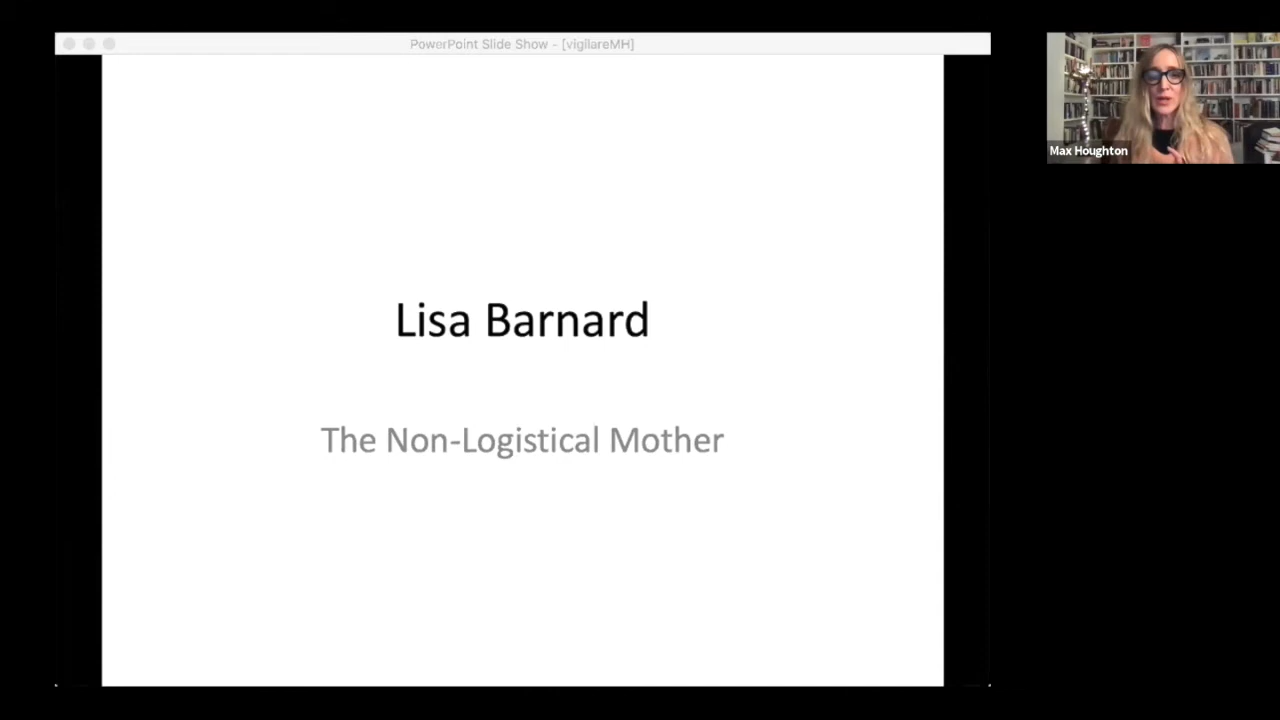 PowerPoint Slide Show - [vigilareMH]
Max Houghton
Lisa Barnard
The Non-Logistical Mother